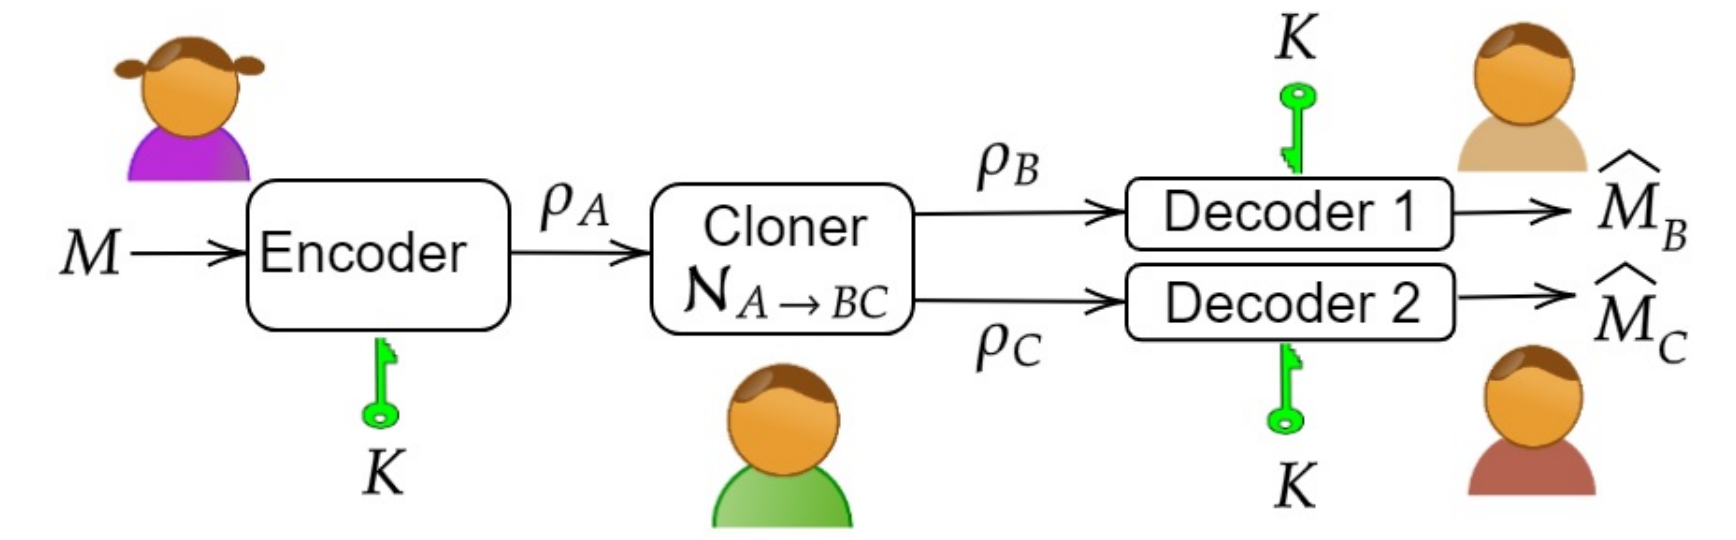 K
M
Encoder
K
ρ_A
Cloner
𝒩_{A→BC}
ρ_B
ρ_C
Decoder 1
Decoder 2
K
M̂_B
M̂_C